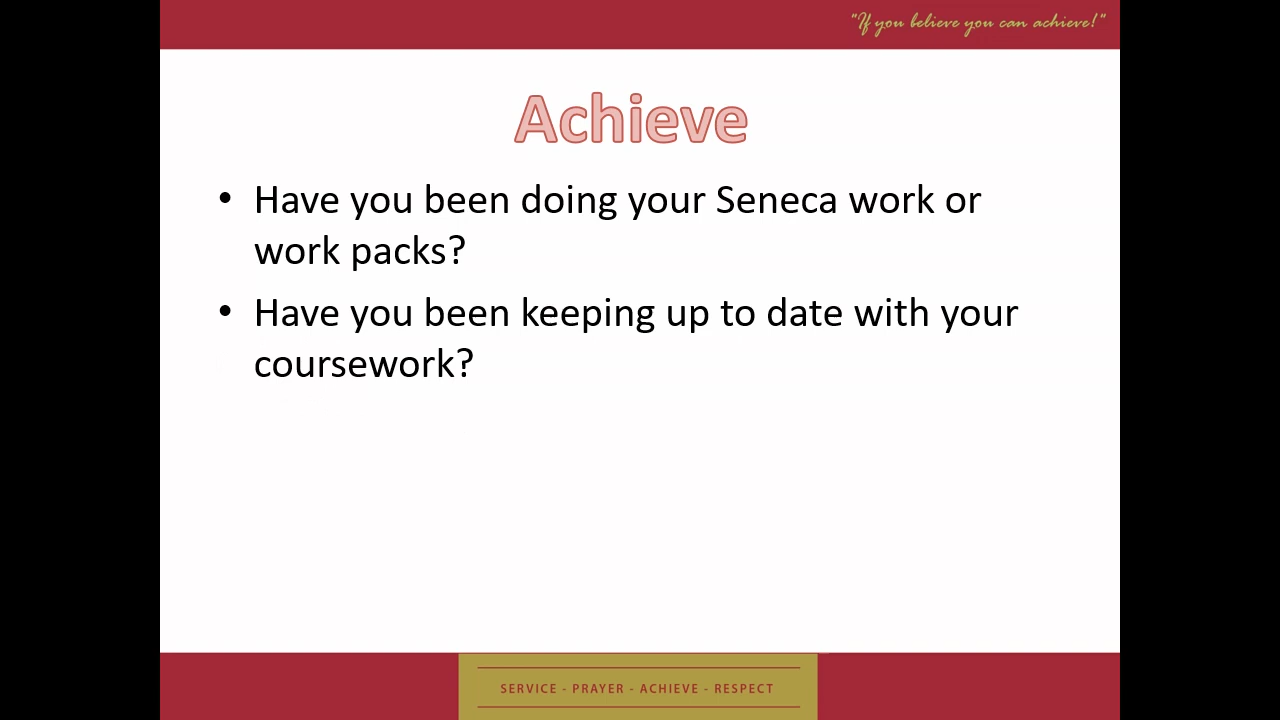 "If you believe you can achieve!"
Achieve
• Have you been doing your Seneca work or
work packs?
• Have you been keeping up to date with your
coursework?
SERVICE - PRAYER - ACHIEVE - RESPECT